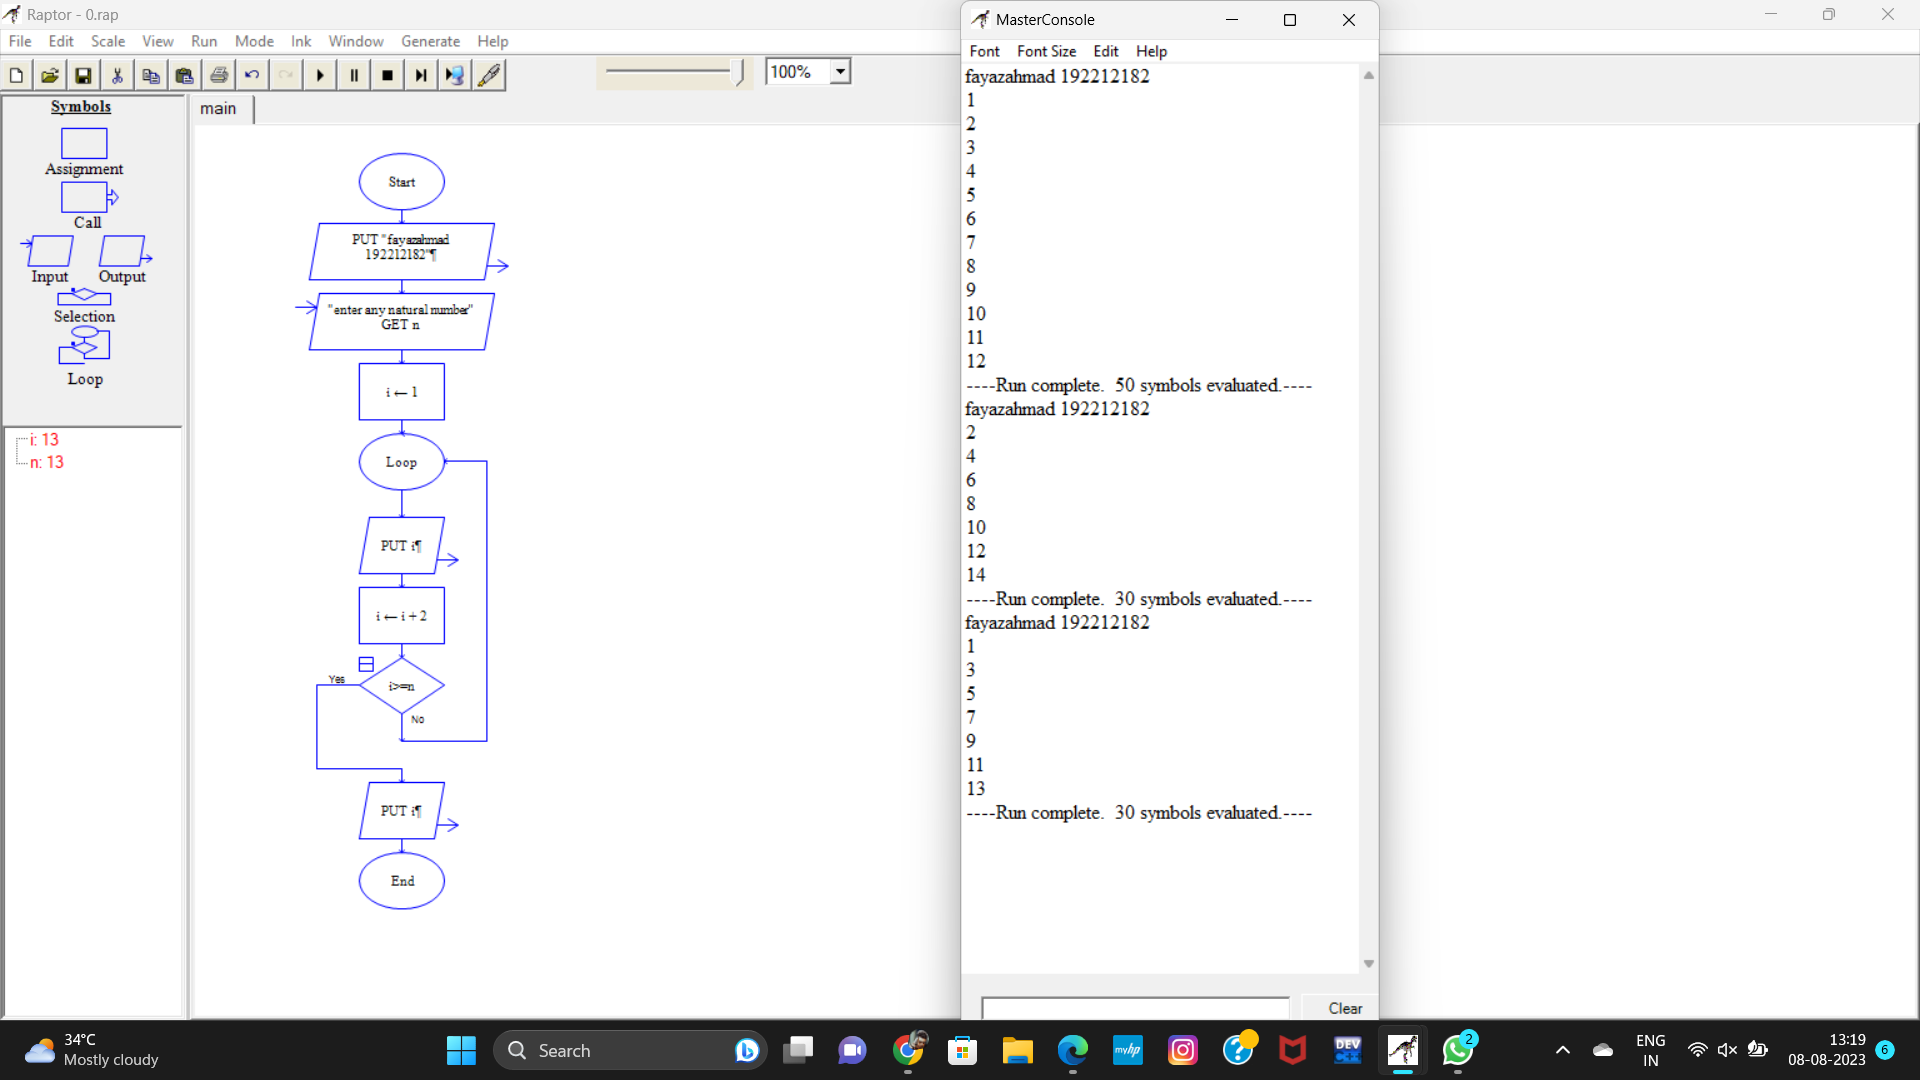 Raptor - 0.rap
File Edit Scale View Run Mode Ink Window Generate Help
100%
Symbols
Assignment
Call
Input Output
Selection
Loop
i: 13
n: 13
main
Start
PUT "fayazahmad
192212182"¶
"enter any natural number"
GET n
i ← 1
Loop
PUT i¶
i ← i + 2
Yes
i>=n
No
PUT i¶
End
MasterConsole
Font Font Size Edit Help
fayazahmad 192212182
1
2
3
4
5
6
7
8
9
10
11
12
----Run complete.  50 symbols evaluated.----
fayazahmad 192212182
2
4
6
8
10
12
14
----Run complete.  30 symbols evaluated.----
fayazahmad 192212182
1
3
5
7
9
11
13
----Run complete.  30 symbols evaluated.----
Clear
34°C
Mostly cloudy
Search
myhp
DEV
C++
2
ENG
IN
13:19
08-08-2023
6